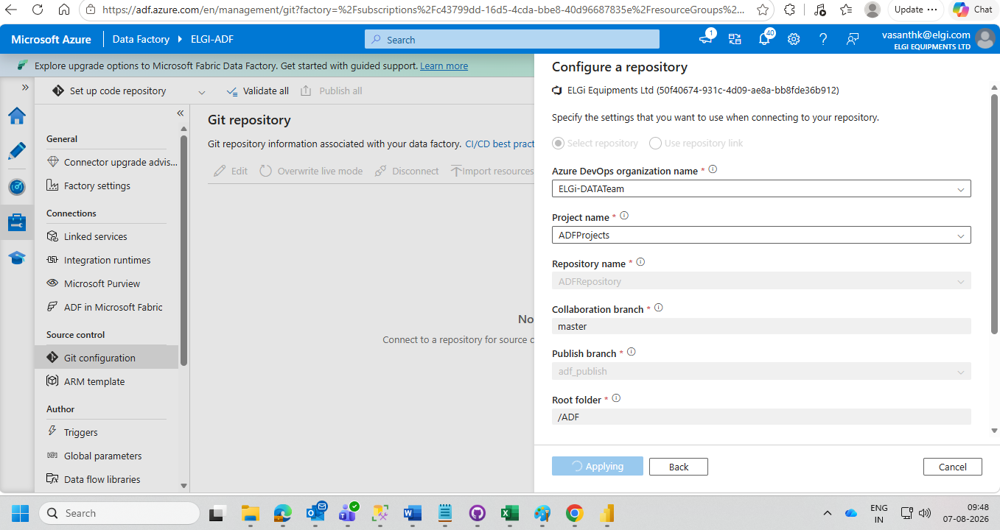 https://adf.azure.com/en/management/git?factory=%2Fsubscriptions%2Fc43799dd-16d5-4cda-bbe8-40d96687835e%2FresourceGroups%2...
Update ...
Chat
Microsoft Azure
Data Factory
ELGI-ADF
Search
1
40
vasanthk@elgi.com
ELGI EQUIPMENTS LTD
Explore upgrade options to Microsoft Fabric Data Factory. Get started with guided support. Learn more
Set up code repository
Validate all
Publish all
General
Connector upgrade advis...
Factory settings
Connections
Linked services
Integration runtimes
Microsoft Purview
ADF in Microsoft Fabric
Source control
Git configuration
ARM template
Author
Triggers
Global parameters
Data flow libraries
Git repository
Git repository information associated with your data factory. CI/CD best pract
Edit
Overwrite live mode
Disconnect
Import resources
No
Connect to a repository for source c
Configure a repository
ELGi Equipments Ltd (50f40674-931c-4d09-ae8a-bb8fde36b912)
Specify the settings that you want to use when connecting to your repository.
Select repository
Use repository link
Azure DevOps organization name *
ELGi-DATATeam
Project name *
ADFProjects
Repository name *
ADFRepository
Collaboration branch *
master
Publish branch *
adf_publish
Root folder *
/ADF
Applying
Back
Cancel
Search
ENG
IN
09:48
07-08-2026